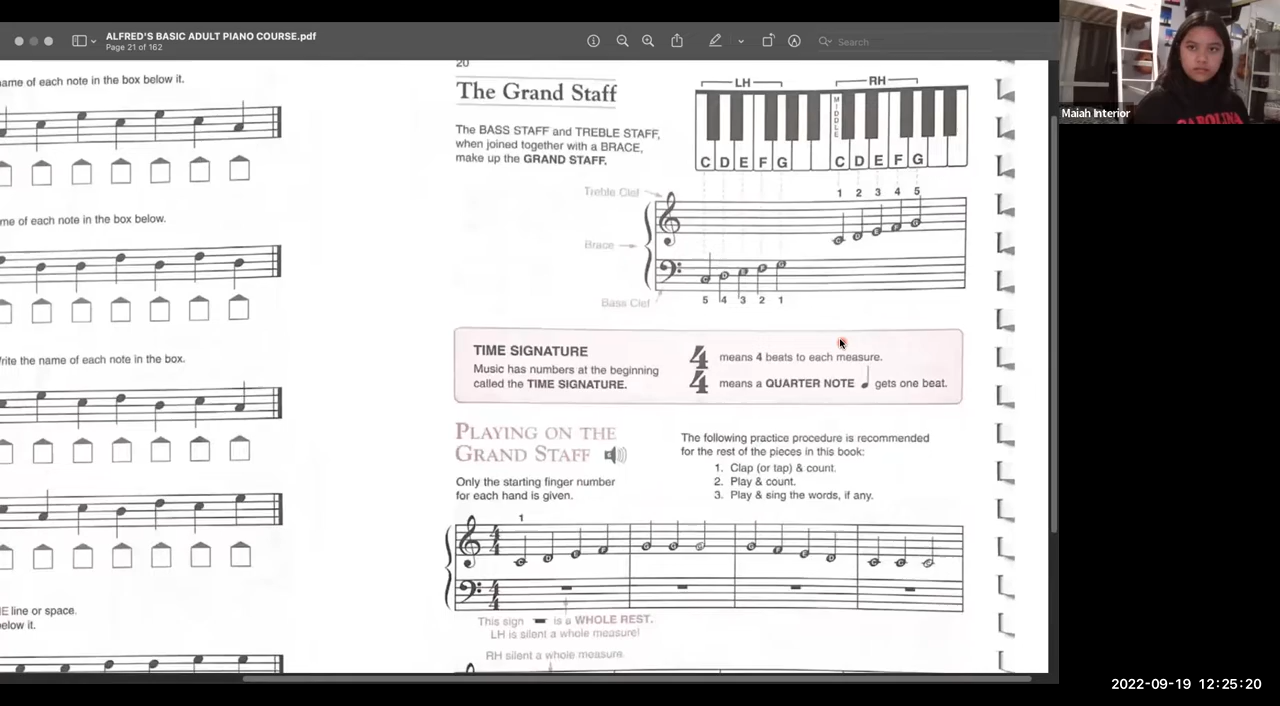 ALFRED'S BASIC ADULT PIANO COURSE.pdf
Page 21 of 162
Search
Maiah Interior
ame of each note in the box below it.
me of each note in the box below.
Write the name of each note in the box.
E line or space.
elow it.
20
The Grand Staff
The BASS STAFF and TREBLE STAFF,
when joined together with a BRACE,
make up the GRAND STAFF.
LH RH
MIDDLE
C D E F G C D E F G
Treble Clef
1 2 3 4 5
Brace
C D E F G
C D E F G
5 4 3 2 1
Bass Clef
TIME SIGNATURE
Music has numbers at the beginning
called the TIME SIGNATURE.
4 means 4 beats to each measure.
4 means a QUARTER NOTE gets one beat.
PLAYING ON THE
GRAND STAFF
Only the starting finger number
for each hand is given.
The following practice procedure is recommended
for the rest of the pieces in this book:
1. Clap (or tap) & count.
2. Play & count.
3. Play & sing the words, if any.
1
4
4
C D E F G G G G F E D C C C
4
4
This sign is a WHOLE REST.
LH is silent a whole measure!
RH silent a whole measure
CAROLINA
2022-09-19 12:25:20